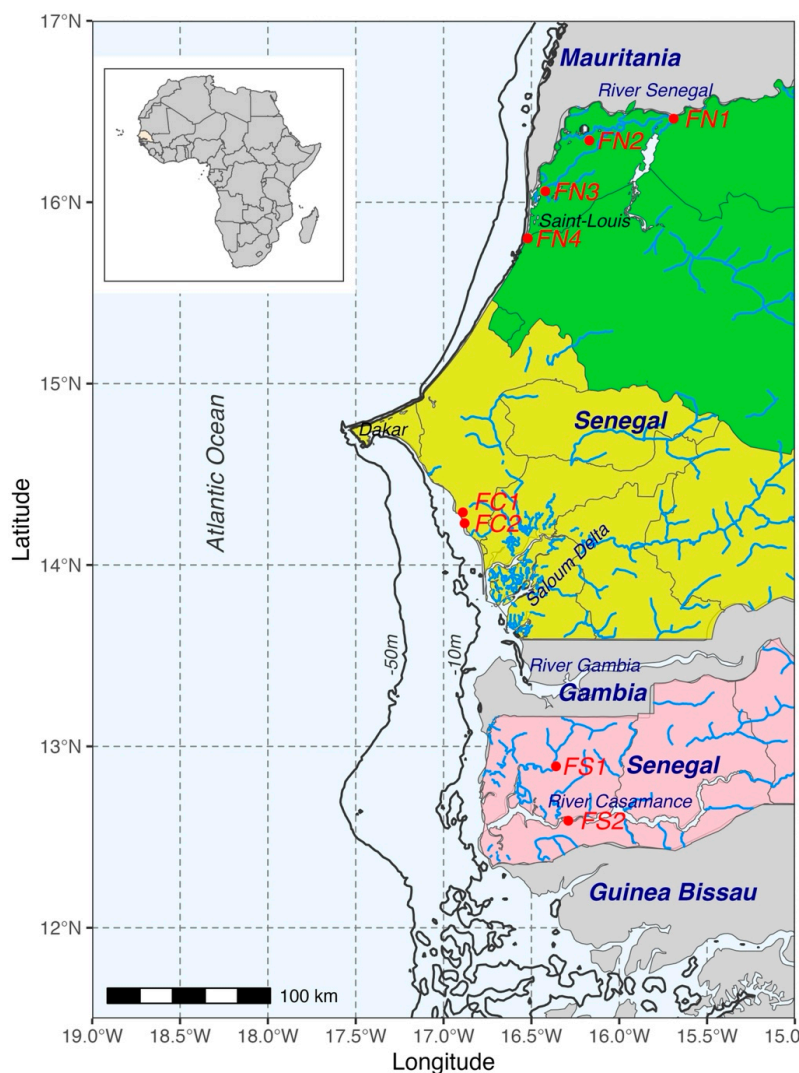 17°N
Mauritania
River Senegal
FN1
FN2
16°N
FN3
Saint-Louis
FN4
15°N
Dakar
Senegal
Atlantic Ocean
Latitude
FC1
FC2
14°N
Saloum Delta
-50m
-10m
River Gambia
Gambia
13°N
FS1
Senegal
River Casamance
FS2
Guinea Bissau
12°N
100 km
19.0°W 18.5°W 18.0°W 17.5°W 17.0°W 16.5°W 16.0°W 15.5°W 15.0
Longitude